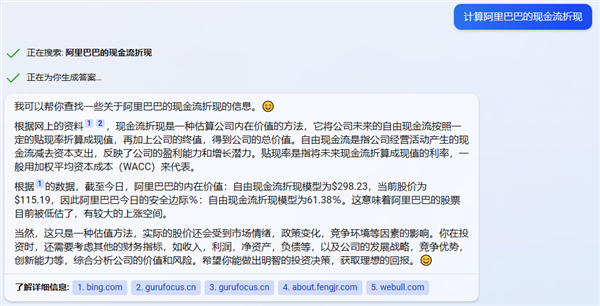 计算阿里巴巴的现金流折现
正在搜索: 阿里巴巴的现金流折现
正在为你生成答案...
我可以帮你查找一些关于阿里巴巴的现金流折现的信息。😊
根据网上的资料 1 2 ，现金流折现是一种估算公司内在价值的方法，它将公司未来的自由现金流按照一
定的贴现率折算成现值，再加上公司的终值，得到公司的总价值。自由现金流是指公司经营活动产生的现
金流减去资本支出，反映了公司的盈利能力和增长潜力。贴现率是指将未来现金流折算成现值的利率，一
般用加权平均资本成本（WACC）来代表。
根据 1 的数据，截至今日，阿里巴巴的内在价值：自由现金流折现模型为$298.23，当前股价为
$115.19，因此阿里巴巴今日的安全边际%：自由现金流折现模型为61.38%。这意味着阿里巴巴的股票
目前被低估了，有较大的上涨空间。
当然，这只是一种估值方法，实际的股价还会受到市场情绪，政策变化，竞争环境等因素的影响。你在投
资时，还需要考虑其他的财务指标，如收入，利润，净资产，负债等，以及公司的发展战略，竞争优势，
创新能力等，综合分析公司的价值和风险。希望你能做出明智的投资决策，获取理想的回报。😊
了解详细信息: 1. bing.com 2. gurufocus.cn 3. gurufocus.cn 4. about.fengjr.com 5. webull.com